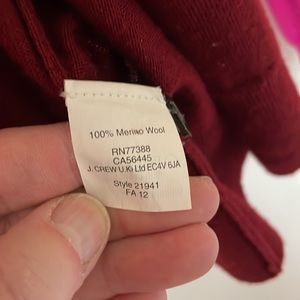 100% Merino Wool
RN77388
CA56445
J.CREW U.K. Ltd EC4V 6JA
Style 21941
FA 12